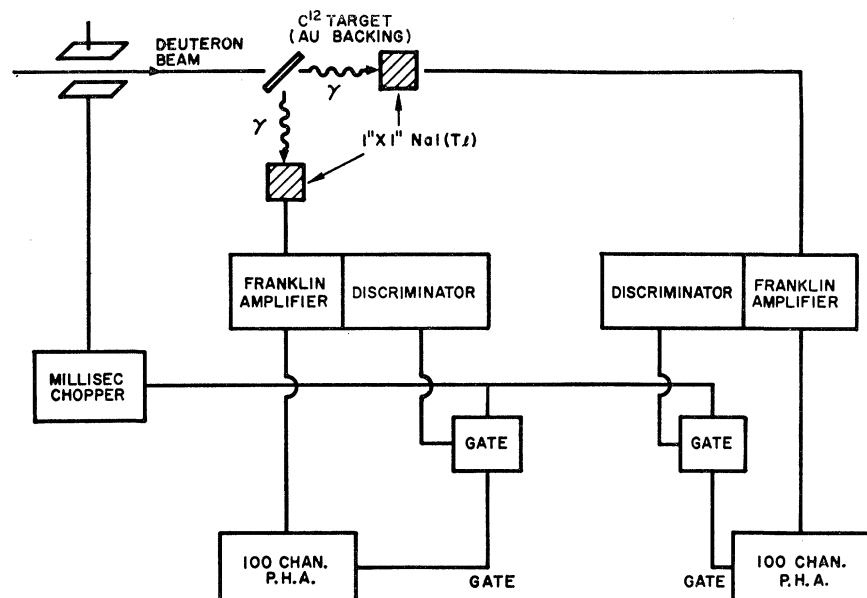 C¹² TARGET
(AU BACKING)
DEUTERON
BEAM
γ
γ
1"X1" NaI(Tℓ)
FRANKLIN
AMPLIFIER
DISCRIMINATOR
DISCRIMINATOR
FRANKLIN
AMPLIFIER
MILLISEC
CHOPPER
GATE
GATE
100 CHAN.
P.H.A.
GATE
GATE
100 CHAN.
P.H.A.